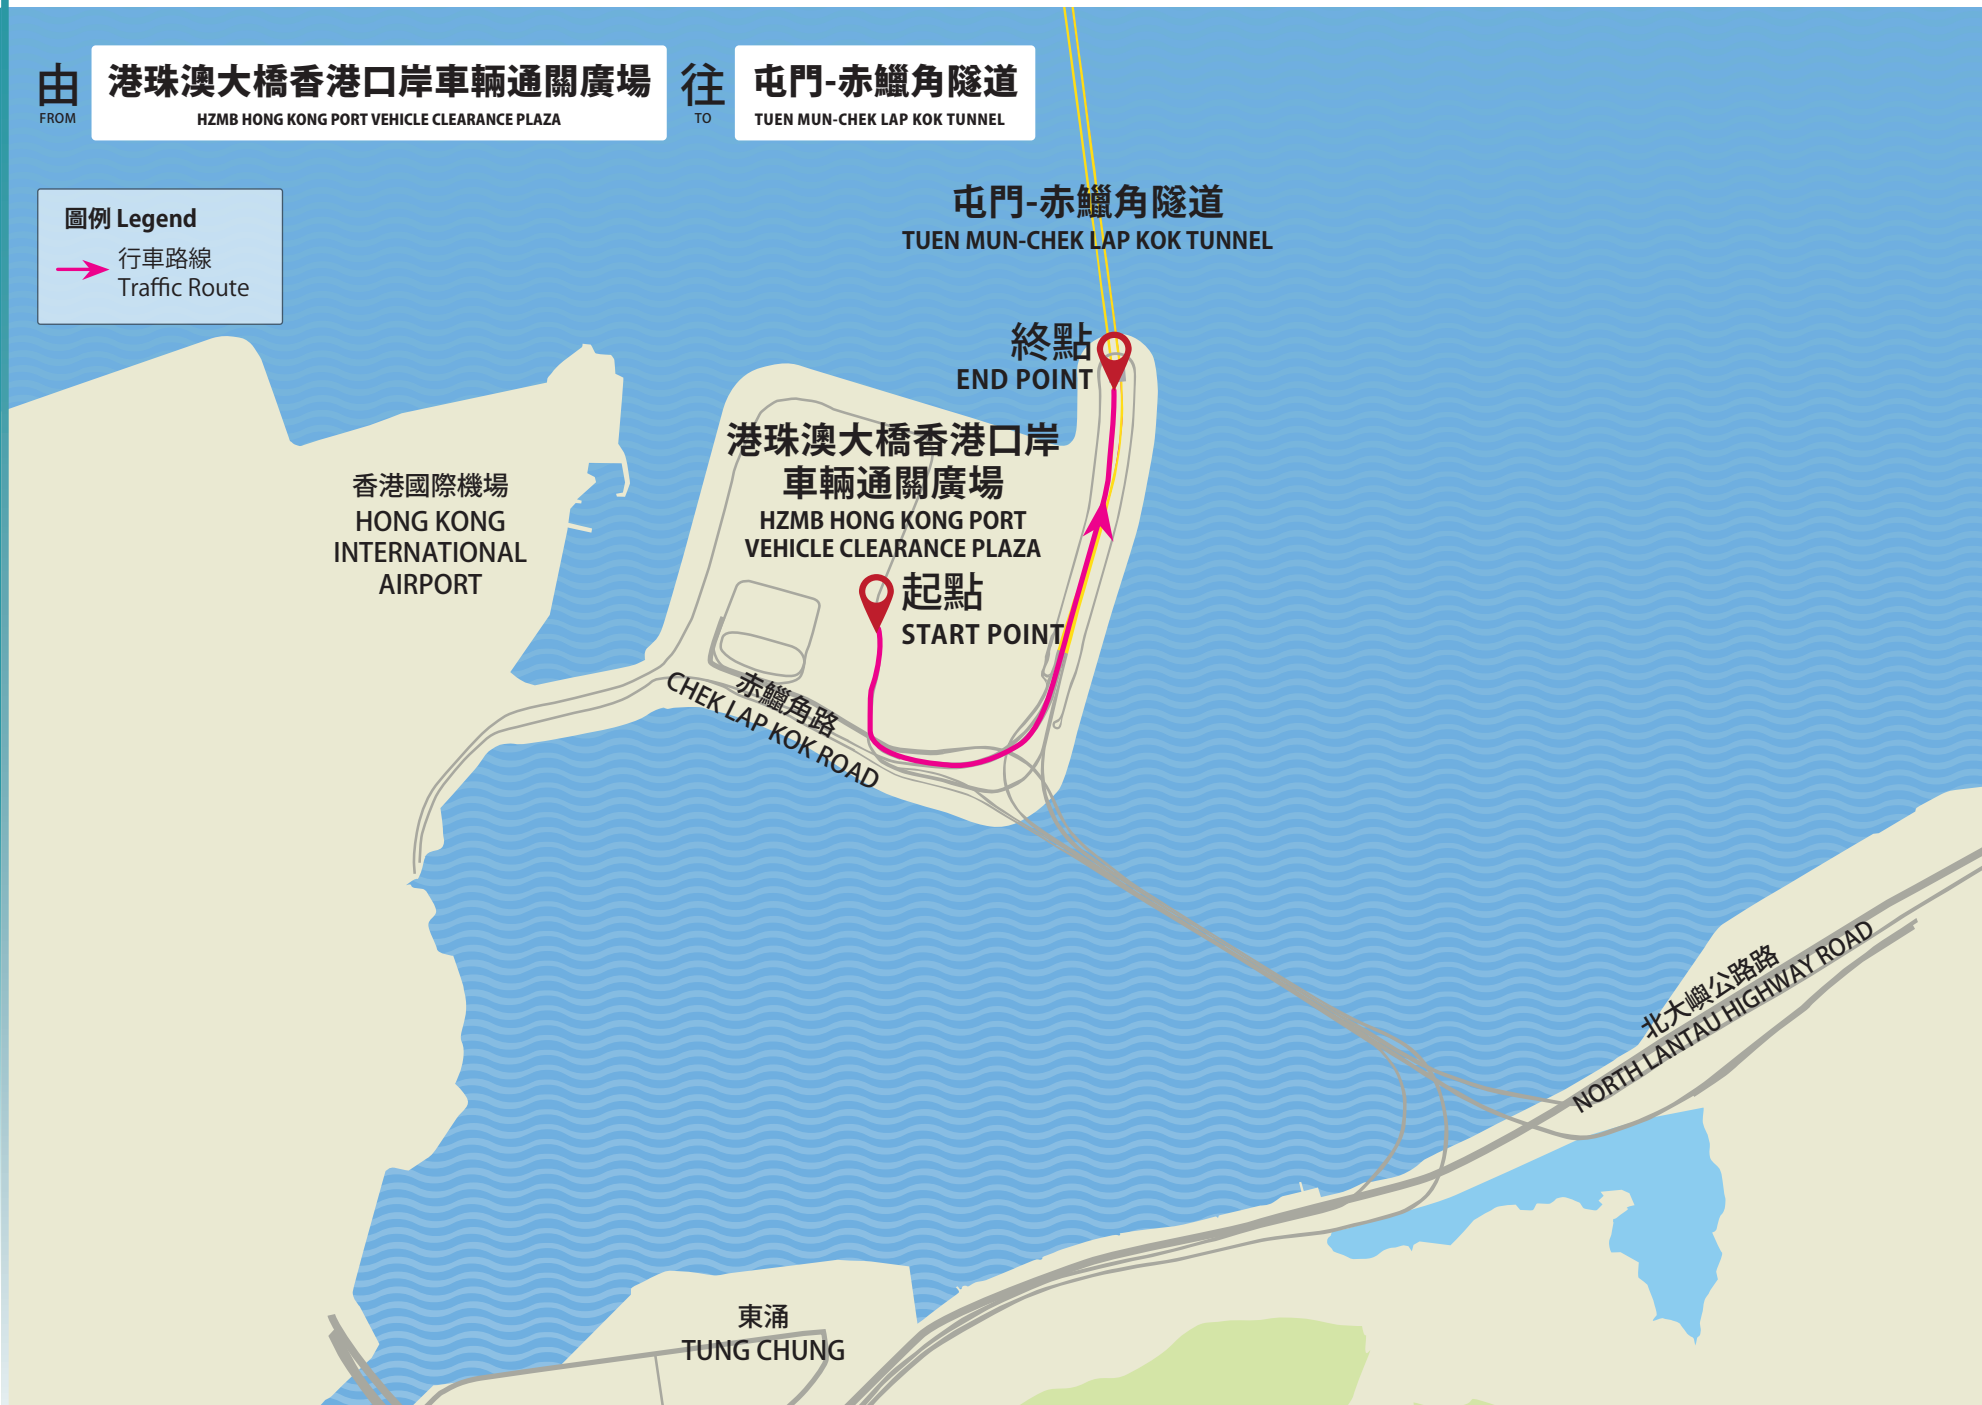 由
FROM
港珠澳大橋香港口岸車輛通關廣場
HZMB HONG KONG PORT VEHICLE CLEARANCE PLAZA
往
TO
屯門-赤鱲角隧道
TUEN MUN-CHEK LAP KOK TUNNEL
圖例 Legend
行車路線
Traffic Route
屯門-赤鱲角隧道
TUEN MUN-CHEK LAP KOK TUNNEL
終點
END POINT
港珠澳大橋香港口岸
車輛通關廣場
HZMB HONG KONG PORT
VEHICLE CLEARANCE PLAZA
起點
START POINT
香港國際機場
HONG KONG
INTERNATIONAL
AIRPORT
赤鱲角路
CHEK LAP KOK ROAD
北大嶼公路路
NORTH LANTAU HIGHWAY ROAD
東涌
TUNG CHUNG